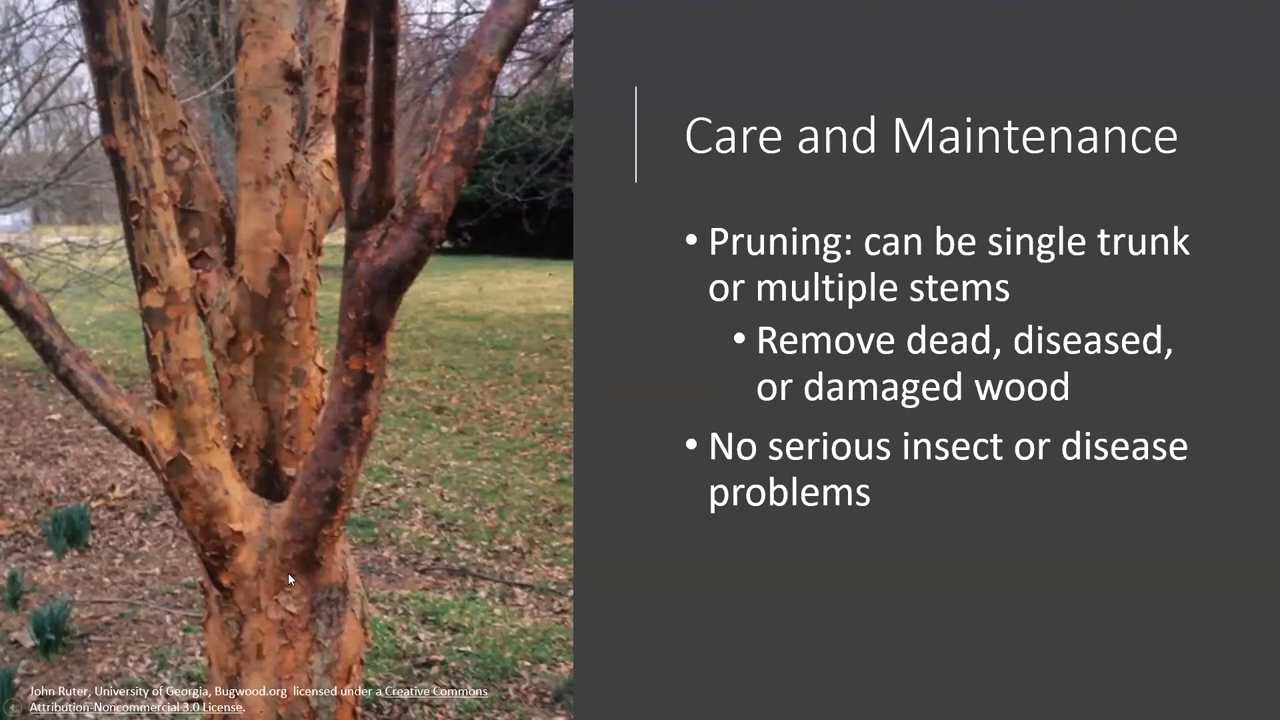 Care and Maintenance
• Pruning: can be single trunk
or multiple stems
• Remove dead, diseased,
or damaged wood
• No serious insect or disease
problems
John Ruter, University of Georgia, Bugwood.org licensed under a Creative Commons
Attribution-Noncommercial 3.0 License.